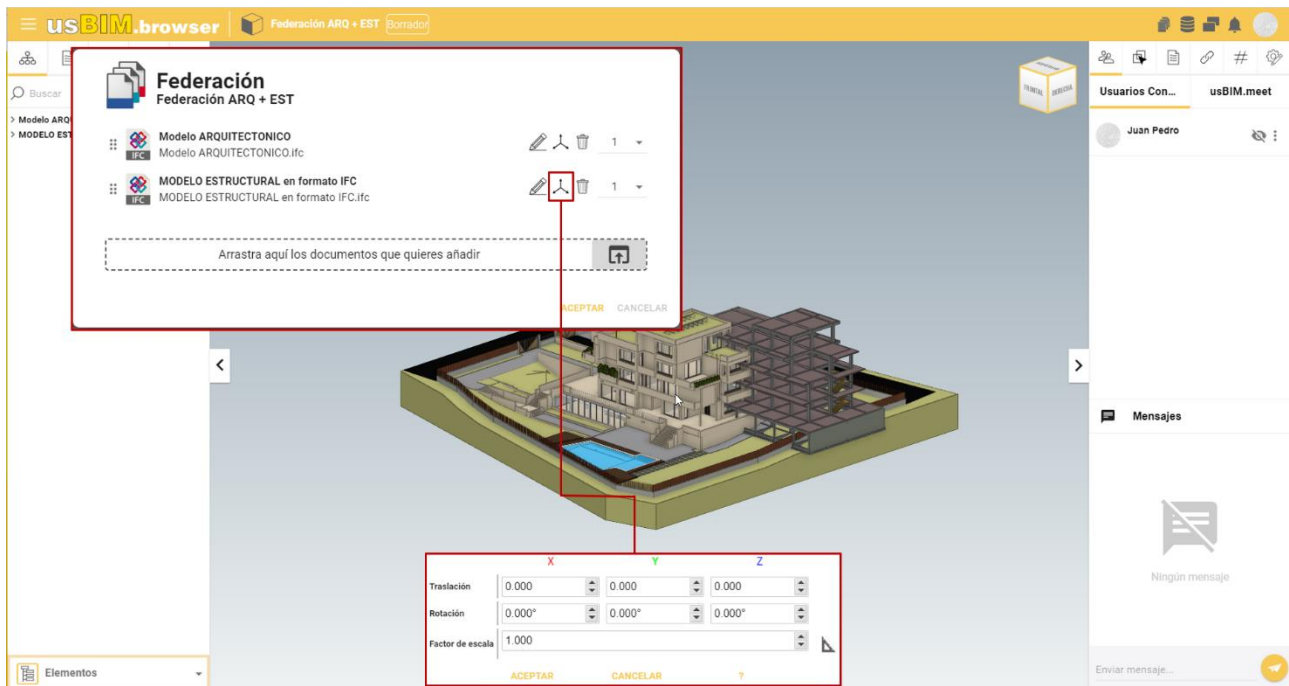 usBIM.browser
Federación ARQ + EST Borrador
Buscar
> Modelo ARQ
> MODELO EST
Federación
Federación ARQ + EST
Modelo ARQUITECTONICO
Modelo ARQUITECTONICO.ifc
1
IFC
MODELO ESTRUCTURAL en formato IFC
MODELO ESTRUCTURAL en formato IFC.ifc
1
IFC
Arrastra aquí los documentos que quieres añadir
ACEPTAR CANCELAR
FRONTAL DERECHA
Usuarios Con... usBIM.meet
Juan Pedro
Mensajes
Ningún mensaje
Enviar mensaje...
X Y Z
Traslación 0.000 0.000 0.000
Rotación 0.000° 0.000° 0.000°
Factor de escala 1.000
ACEPTAR CANCELAR ?
Elementos